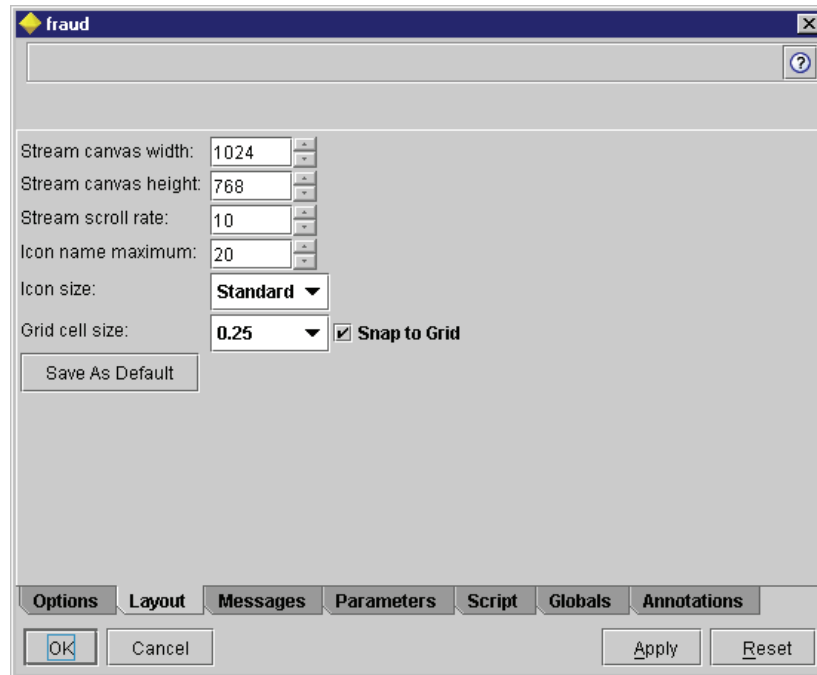 fraud
Stream canvas width: 1024
Stream canvas height: 768
Stream scroll rate: 10
Icon name maximum: 20
Icon size: Standard
Grid cell size: 0.25 Snap to Grid
Save As Default
Options Layout Messages Parameters Script Globals Annotations
OK Cancel Apply Reset